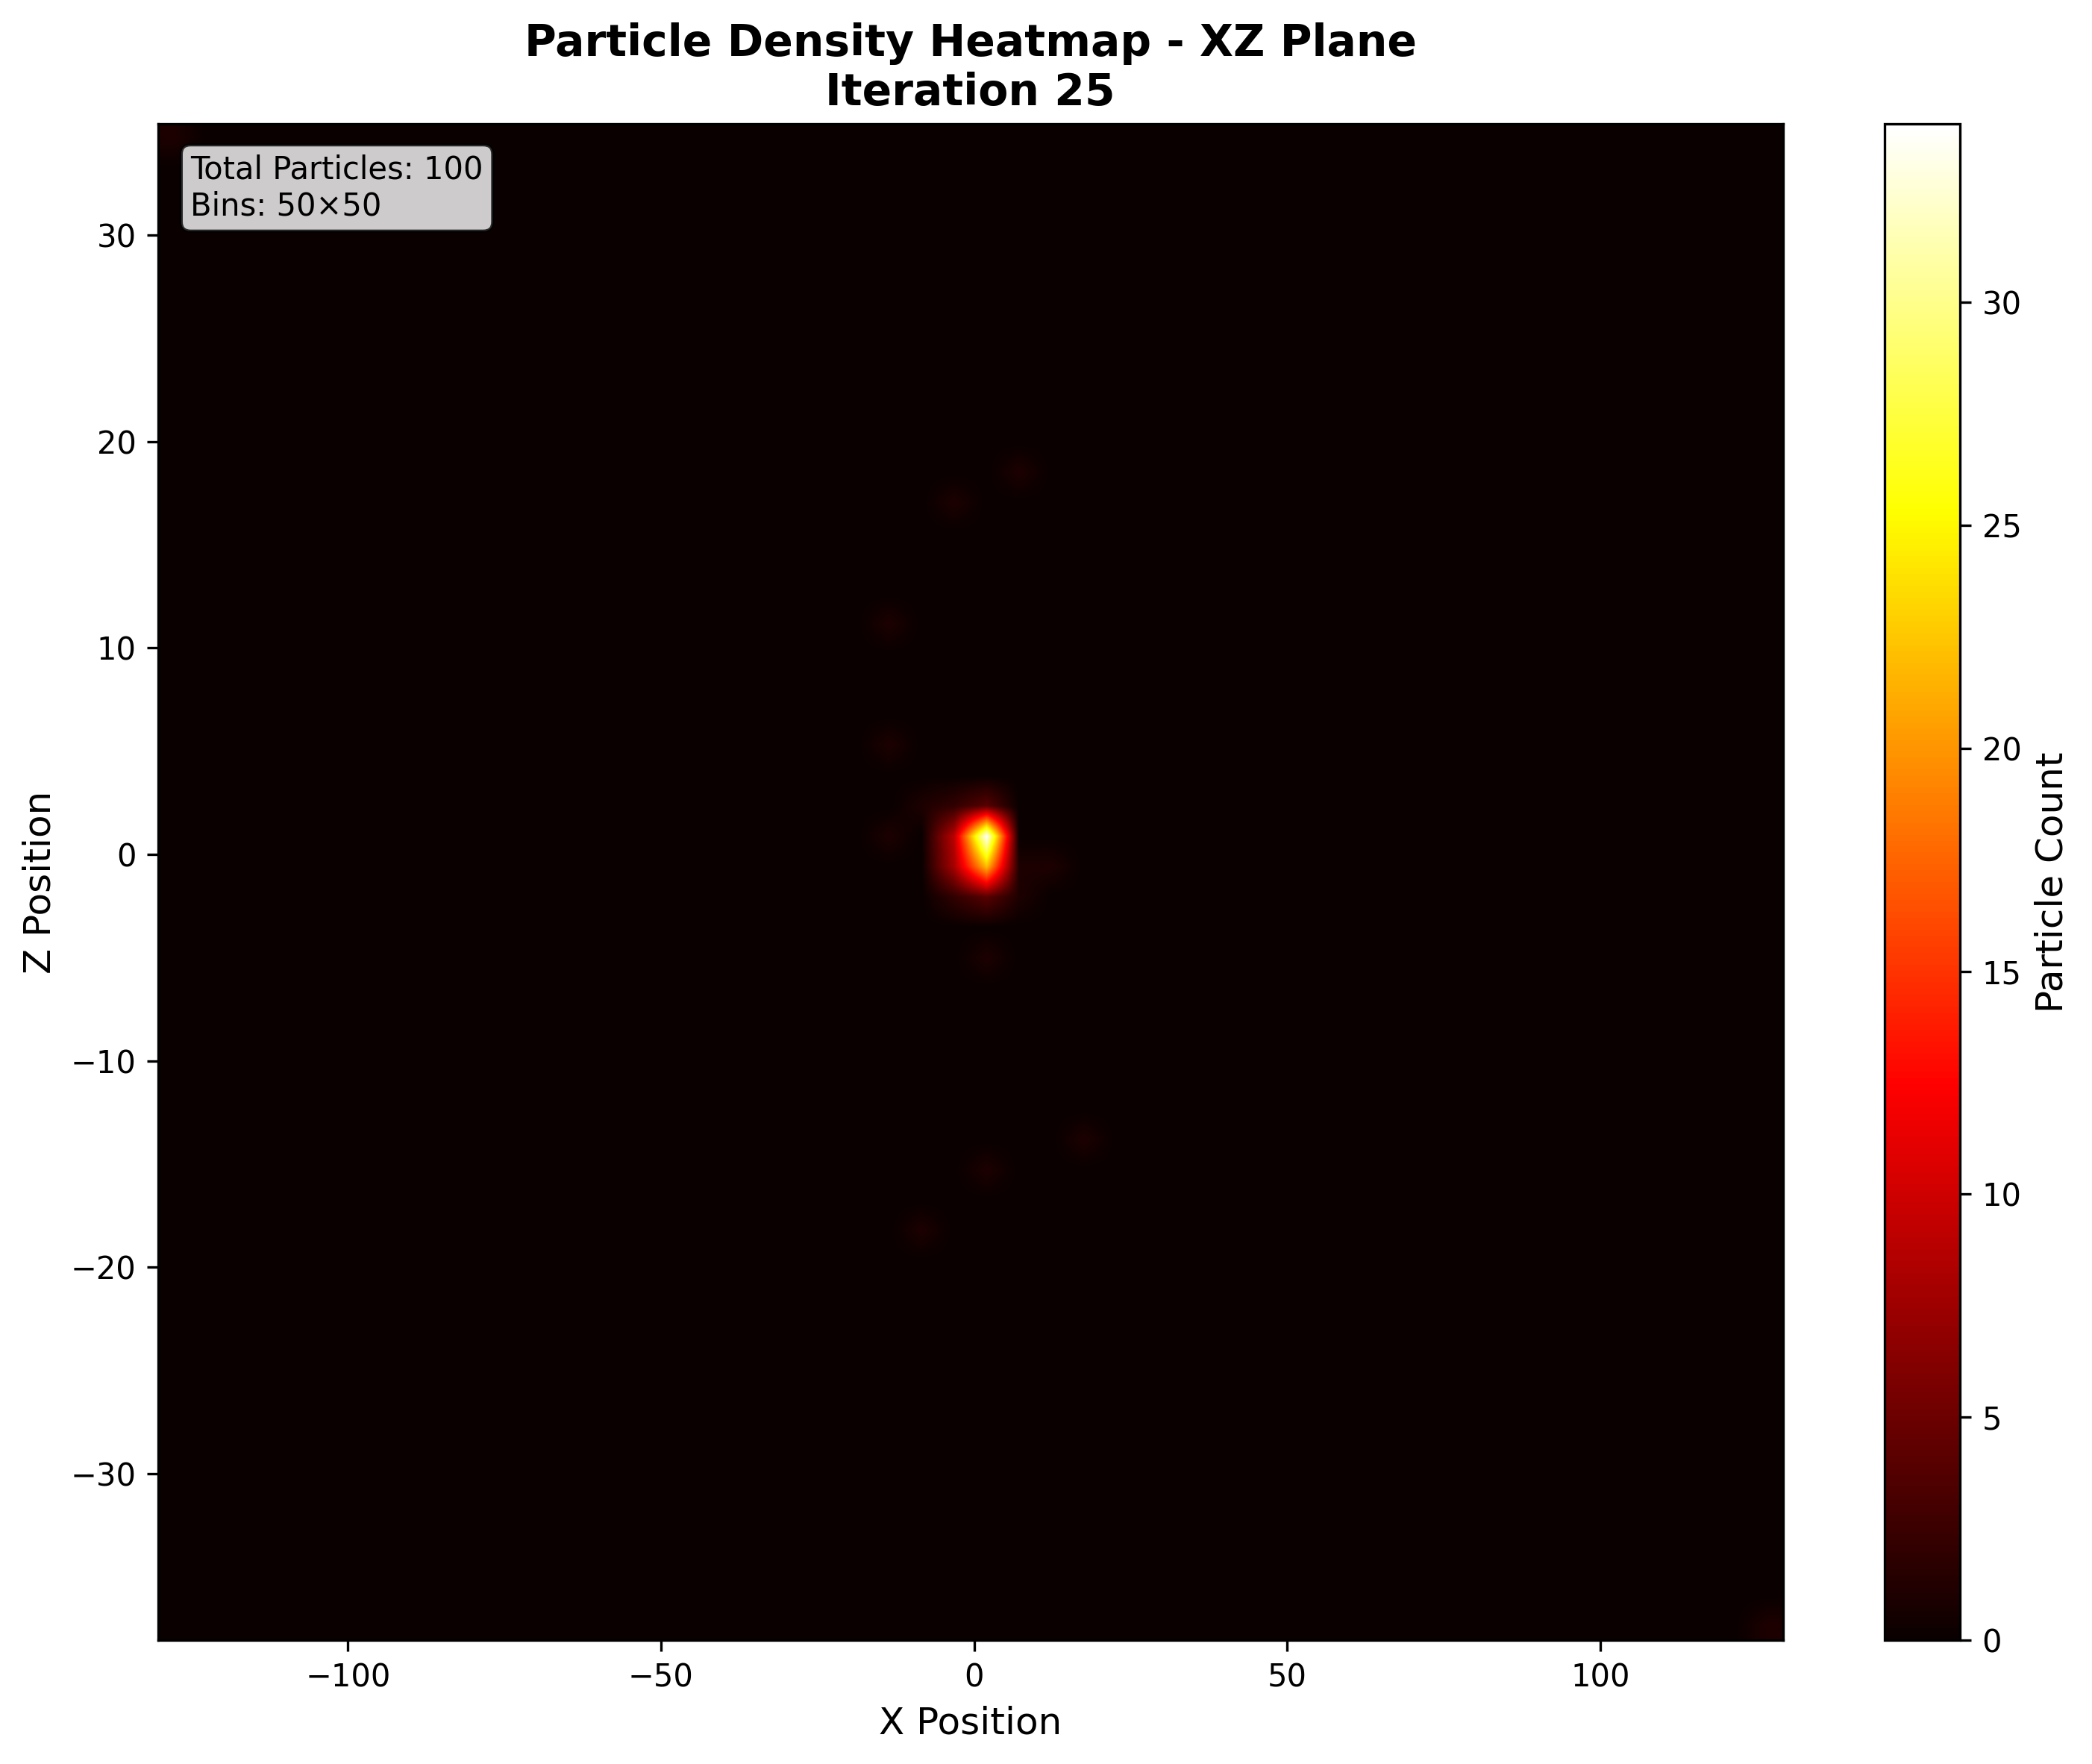 Particle Density Heatmap - XZ Plane
Iteration 25
Total Particles: 100
Bins: 50×50
30
20
10
0
−10
−20
−30
Z Position
−100
−50
0
50
100
X Position
30
25
20
15
10
5
0
Particle Count